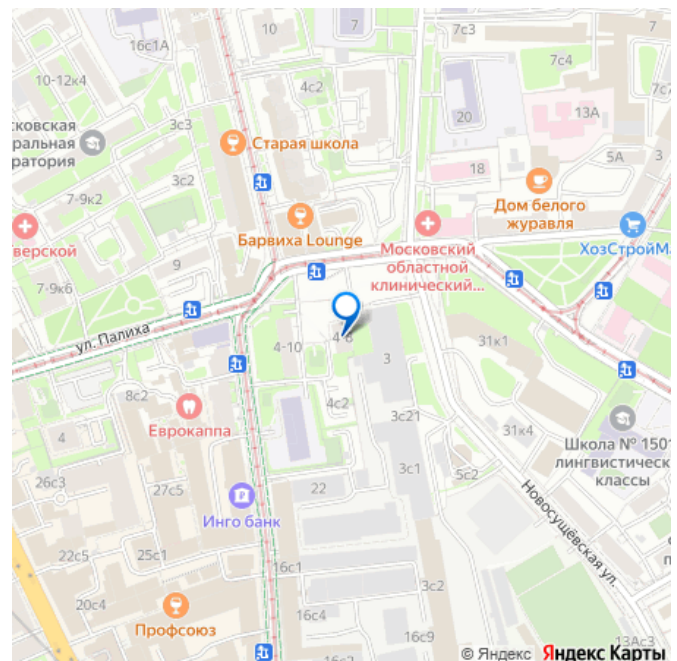 16с1А
10
7
7с3
7с4
7с7
10-12к4
4с2
20
13А
3с3
сковская
ральная
ратория
Старая школа
18
5А
3
3с2
7-9к2
Дом белого
журавля
верской
Барвиха Lounge
Московский
областной
клинический...
ХозСтройМ
9
7-9к6
ул. Палиха
4-10
4-8
3
31к1
8с2
4с2
Еврокаппа
3с21
31к4
Школа № 1501
лингвистическ
классы
4
26с3
27с5
22
3с1
5с2
Инго банк
Новосущёвская ул.
22с5
25с1
16с1
3с2
20с4
16с4
Профсоюз
16с9
13Ас3
© Яндекс Яндекс Карты